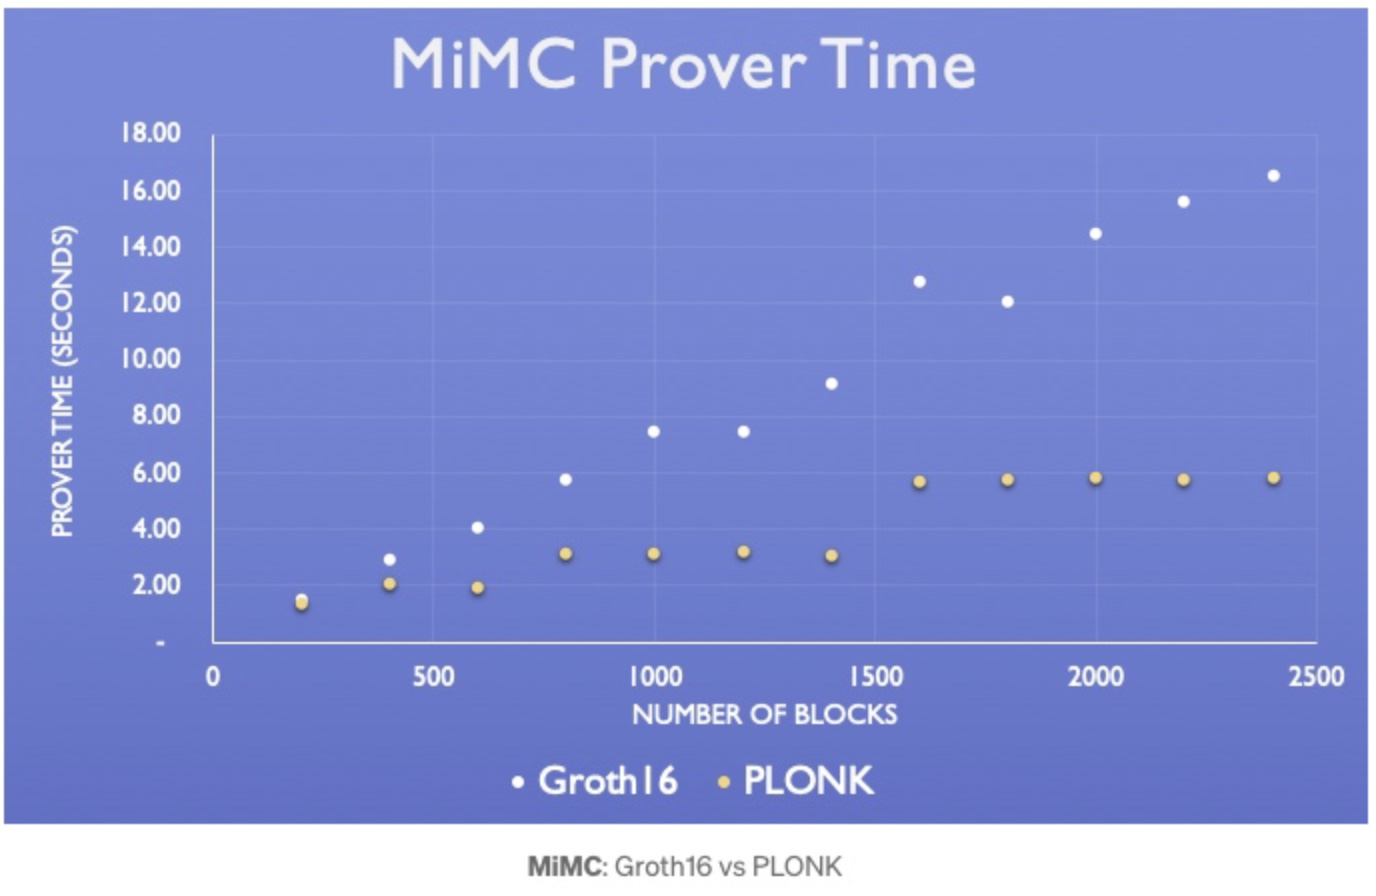 MiMC Prover Time
18.00
16.00
14.00
12.00
10.00
8.00
6.00
4.00
2.00
-
PROVER TIME (SECONDS)
0 500 1000 1500 2000 2500
NUMBER OF BLOCKS
Groth16 PLONK
MiMC: Groth16 vs PLONK